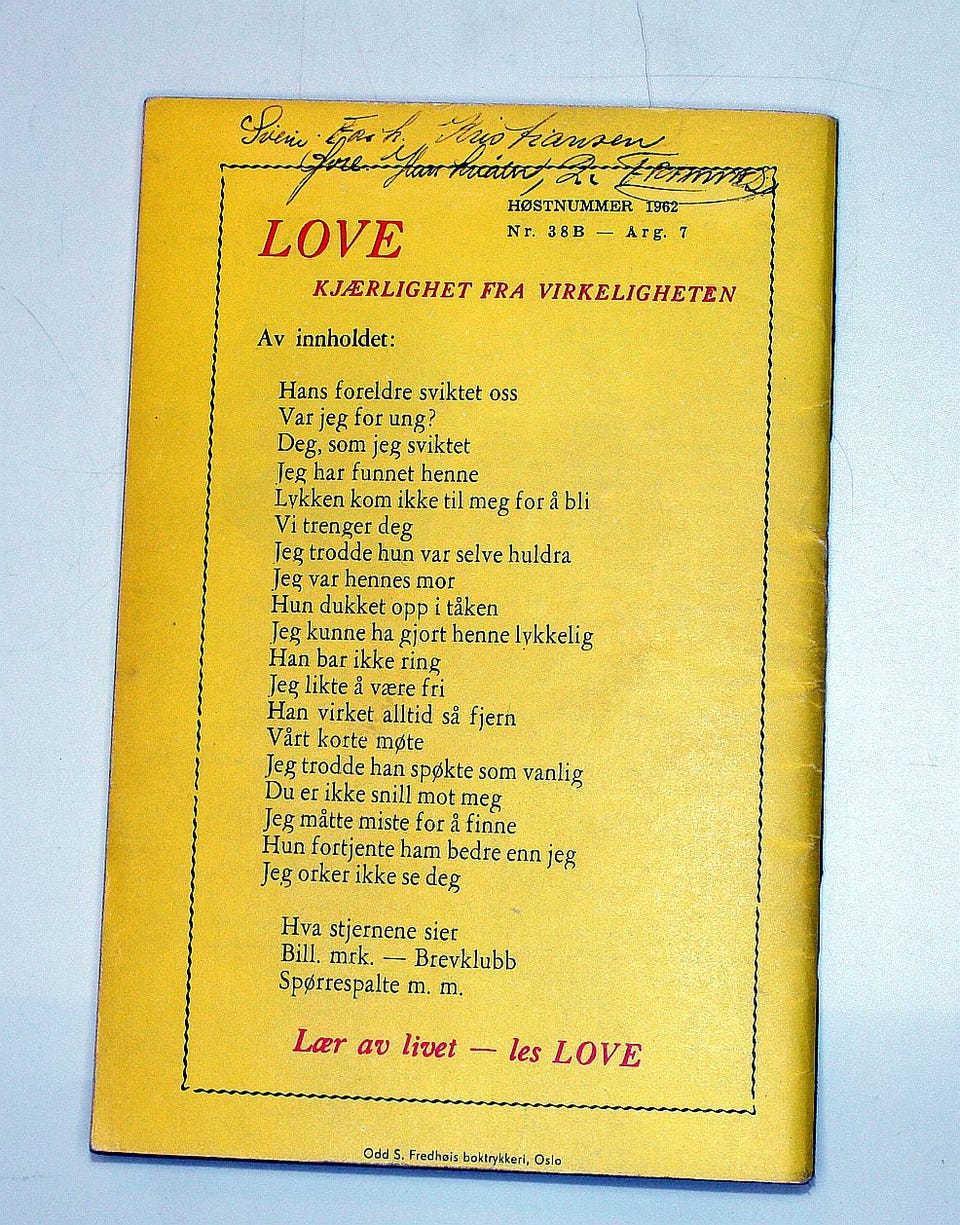 Kristiansen
HØSTNUMMER 1962
Nr. 38B — Arg. 7
LOVE
KJÆRLIGHET FRA VIRKELIGHETEN
Av innholdet:
Hans foreldre sviktet oss
Var jeg for ung?
Deg, som jeg sviktet
Jeg har funnet henne
Lykken kom ikke til meg for å bli
Vi trenger deg
Jeg trodde hun var selve huldra
Jeg var hennes mor
Hun dukket opp i tåken
Jeg kunne ha gjort henne lykkelig
Han bar ikke ring
Jeg likte å være fri
Han virket alltid så fjern
Vårt korte møte
Jeg trodde han spøkte som vanlig
Du er ikke snill mot meg
Jeg måtte miste for å finne
Hun fortjente ham bedre enn jeg
Jeg orker ikke se deg
Hva stjernene sier
Bill. mrk. — Brevklubb
Spørrespalte m. m.
Lær av livet — les LOVE
Odd S. Fredhøis boktrykkeri, Oslo